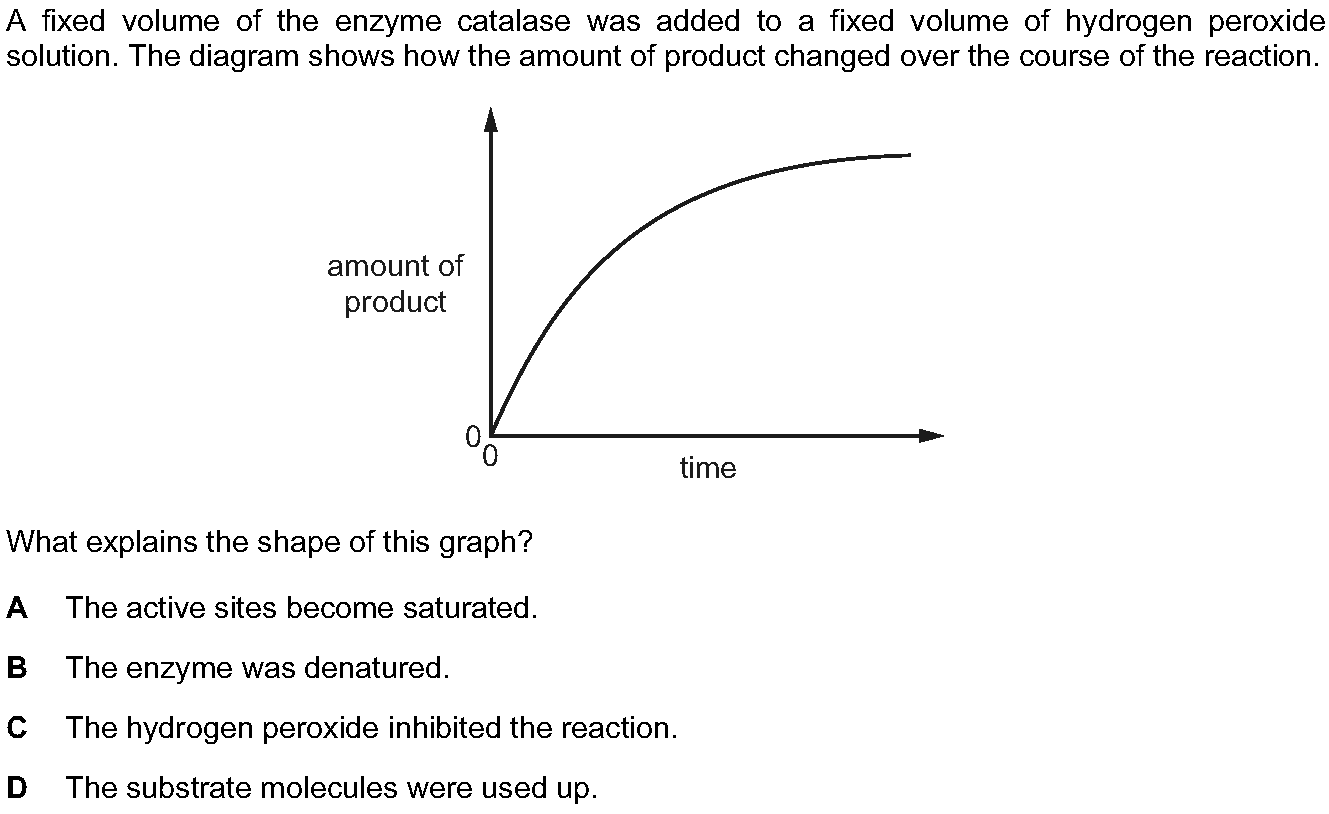 A fixed volume of the enzyme catalase was added to a fixed volume of hydrogen peroxide
solution. The diagram shows how the amount of product changed over the course of the reaction.
amount of
product
0
0
time
What explains the shape of this graph?
A The active sites become saturated.
B The enzyme was denatured.
C The hydrogen peroxide inhibited the reaction.
D The substrate molecules were used up.